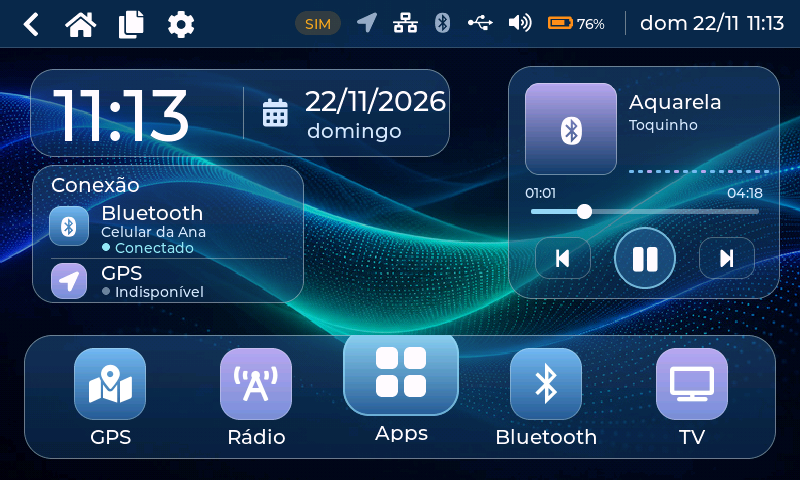 SIM 76% dom 22/11 11:13
11:13
22/11/2026
domingo
Conexão
Bluetooth
Celular da Ana
Conectado
GPS
Indisponível
Aquarela
Toquinho
01:01 04:18
GPS Rádio Apps Bluetooth TV